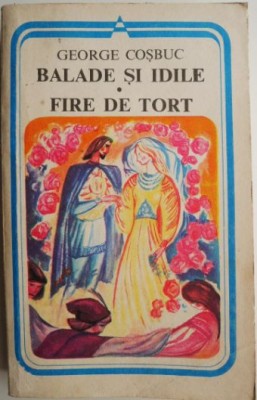 GEORGE COȘBUC
BALADE ȘI IDILE
•
FIRE DE TORT